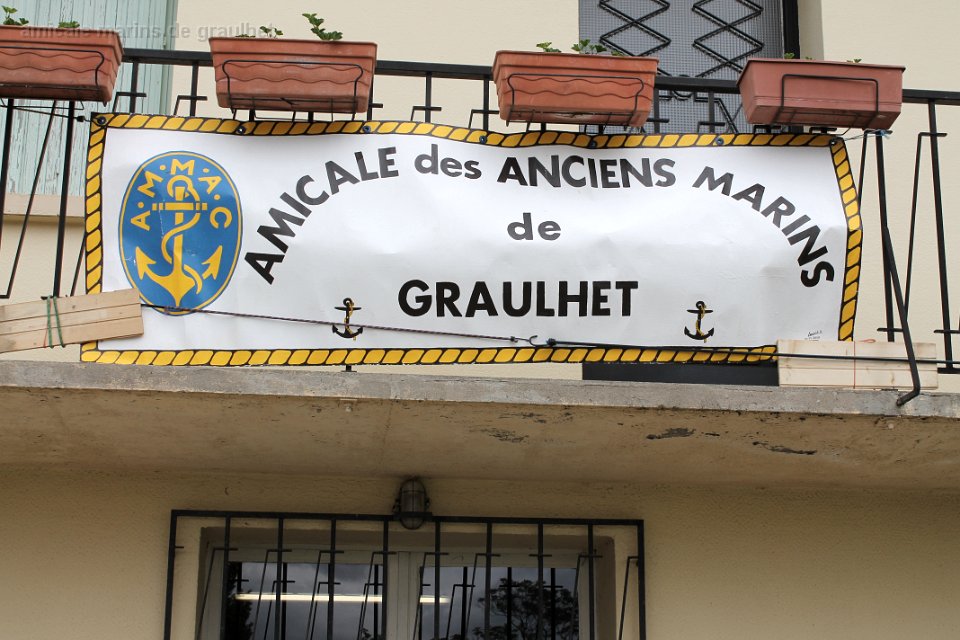 amicale marins de graulhet
A.M.M.A.C
AMICALE des ANCIENS MARINS
de
GRAULHET